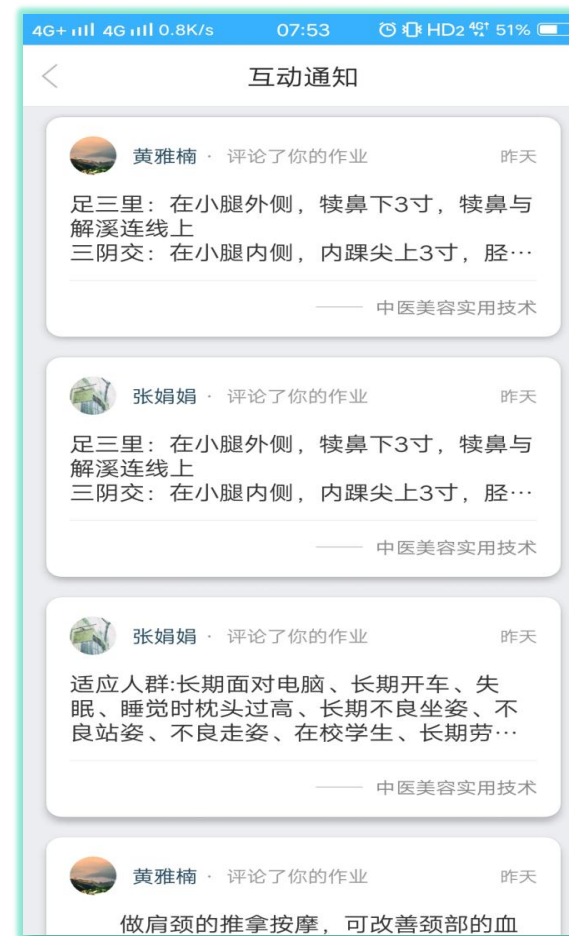 4G+ 4G 0.8K/s 07:53 HD2 4G↑ 51%
互动通知
黄雅楠 · 评论了你的作业 昨天
足三里：在小腿外侧，犊鼻下3寸，犊鼻与
解溪连线上
三阴交：在小腿内侧，内踝尖上3寸，胫…
中医美容实用技术
张娟娟 · 评论了你的作业 昨天
足三里：在小腿外侧，犊鼻下3寸，犊鼻与
解溪连线上
三阴交：在小腿内侧，内踝尖上3寸，胫…
中医美容实用技术
张娟娟 · 评论了你的作业 昨天
适应人群:长期面对电脑、长期开车、失
眠、睡觉时枕头过高、长期不良坐姿、不
良站姿、不良走姿、在校学生、长期劳…
中医美容实用技术
黄雅楠 · 评论了你的作业 昨天
做肩颈的推拿按摩，可改善颈部的血